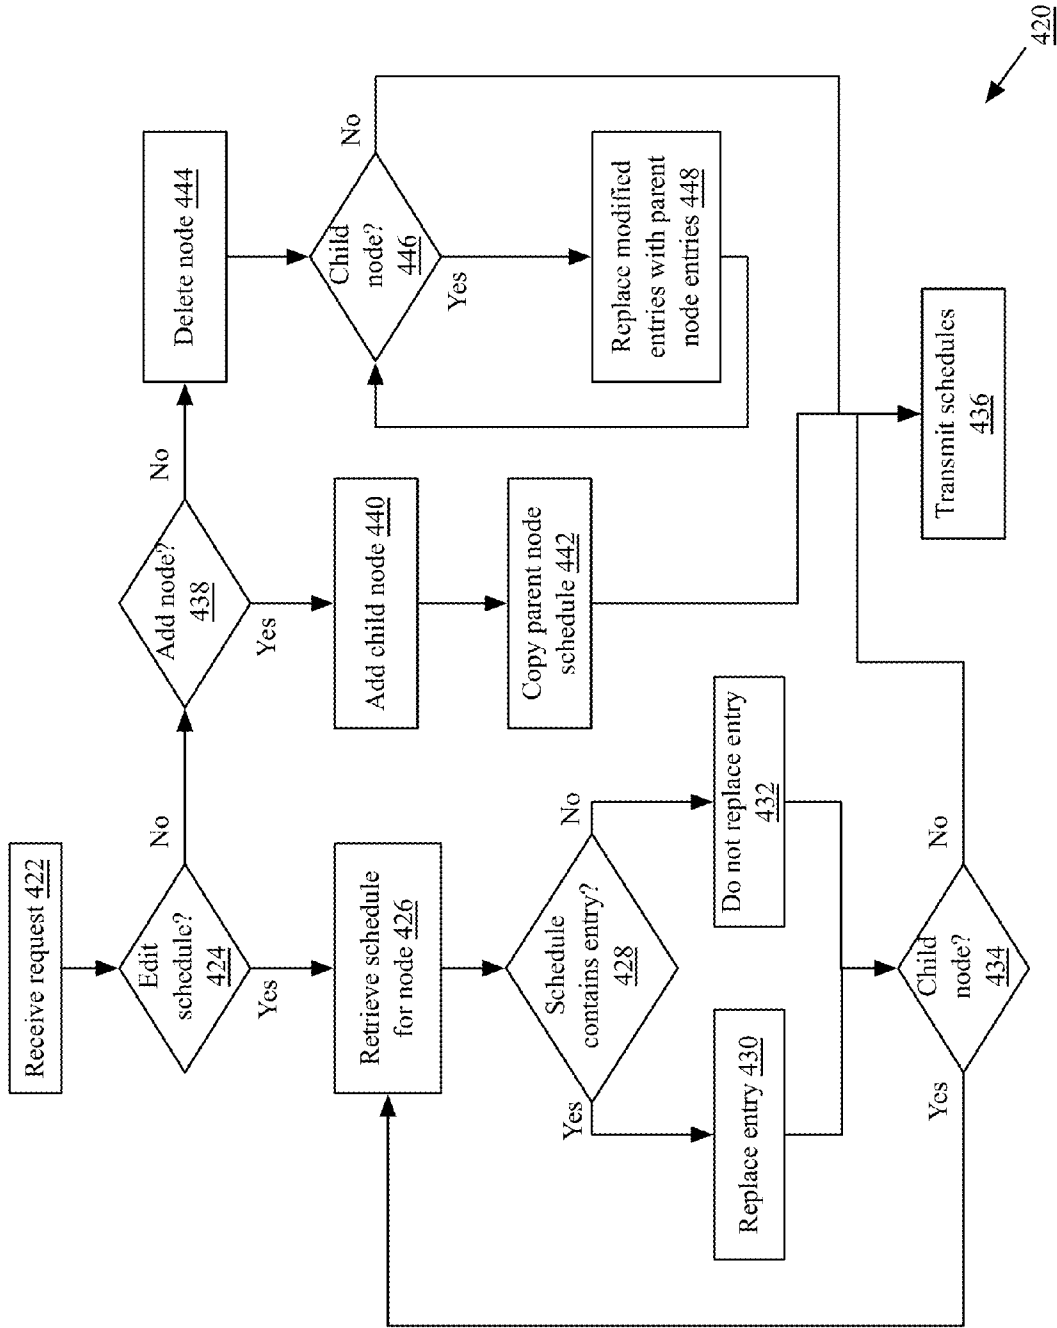 Receive request 422
Edit
schedule?
424
No
Yes
Add node?
438
No
Yes
Delete node 444
Retrieve schedule
for node 426
Add child node 440
Child
node?
446
No
Yes
Schedule
contains entry?
428
Yes
No
Copy parent node
schedule 442
Replace modified
entries with parent
node entries 448
Replace entry 430
Do not replace entry
432
Child
node?
434
Yes
No
Transmit schedules
436
420